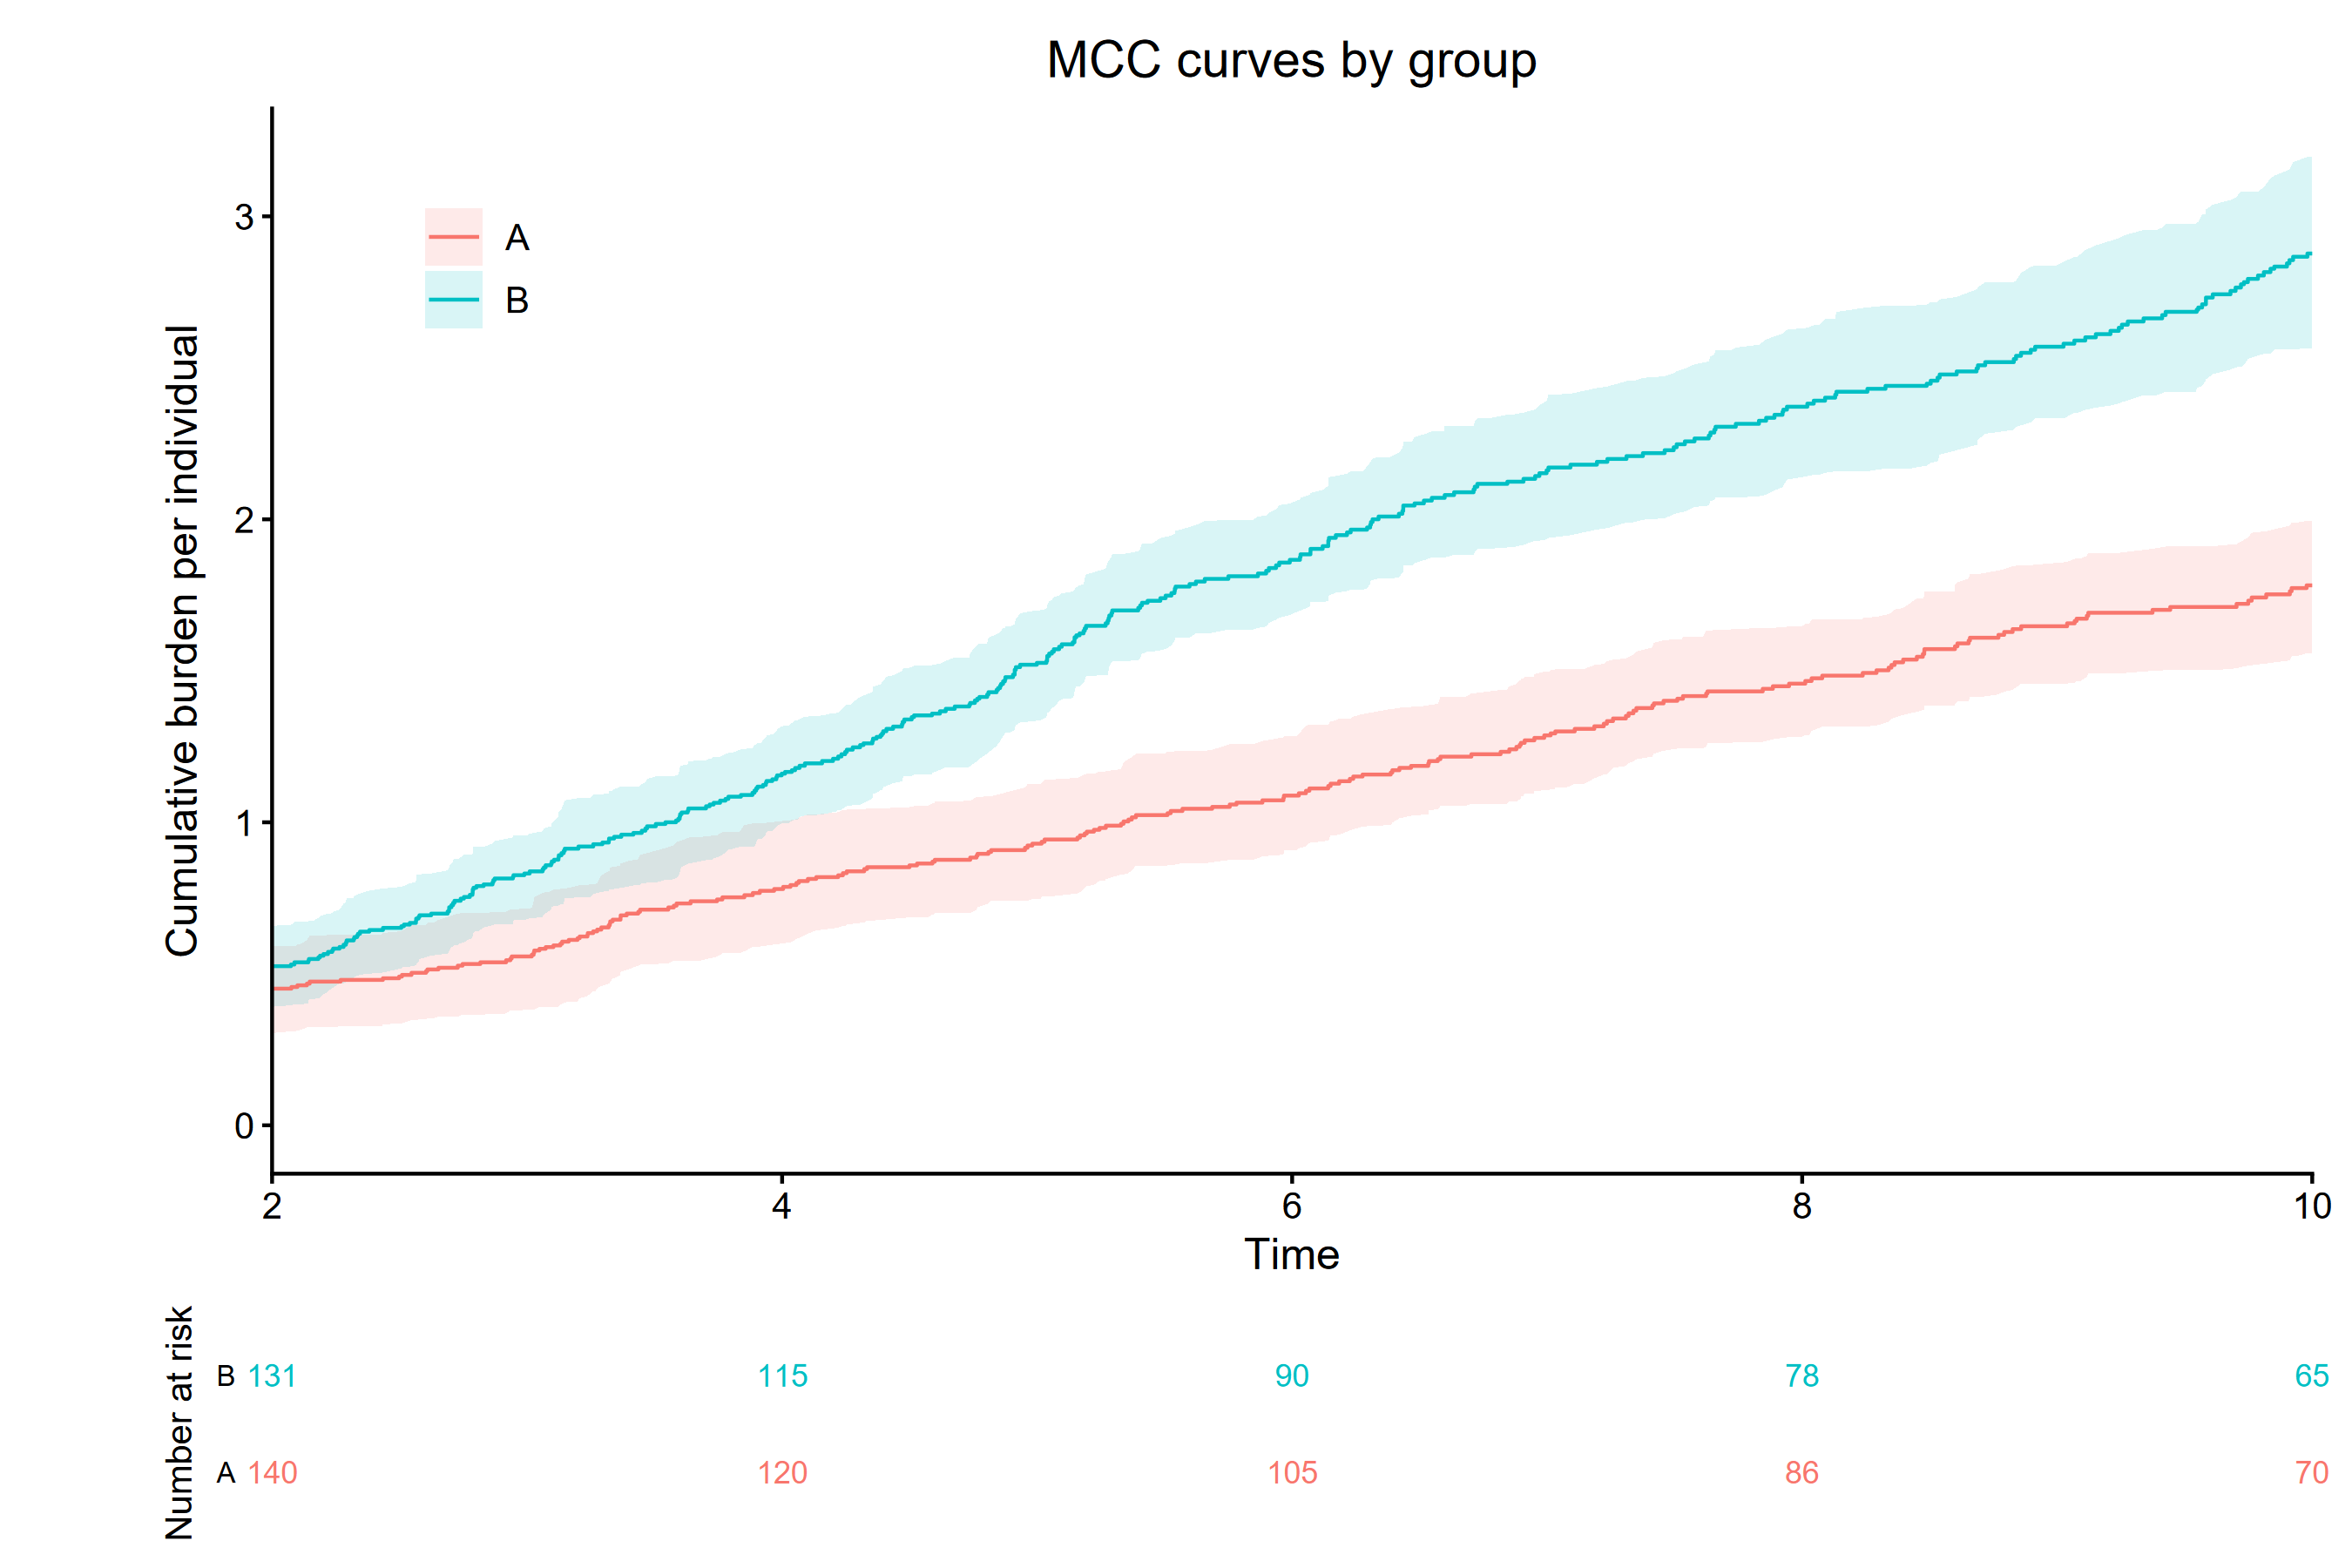 MCC curves by group
Cumulative burden per individual
3
2
1
0
A
B
2 4 6 8 10
Time
Number at risk
B 131 115 90 78 65
A 140 120 105 86 70